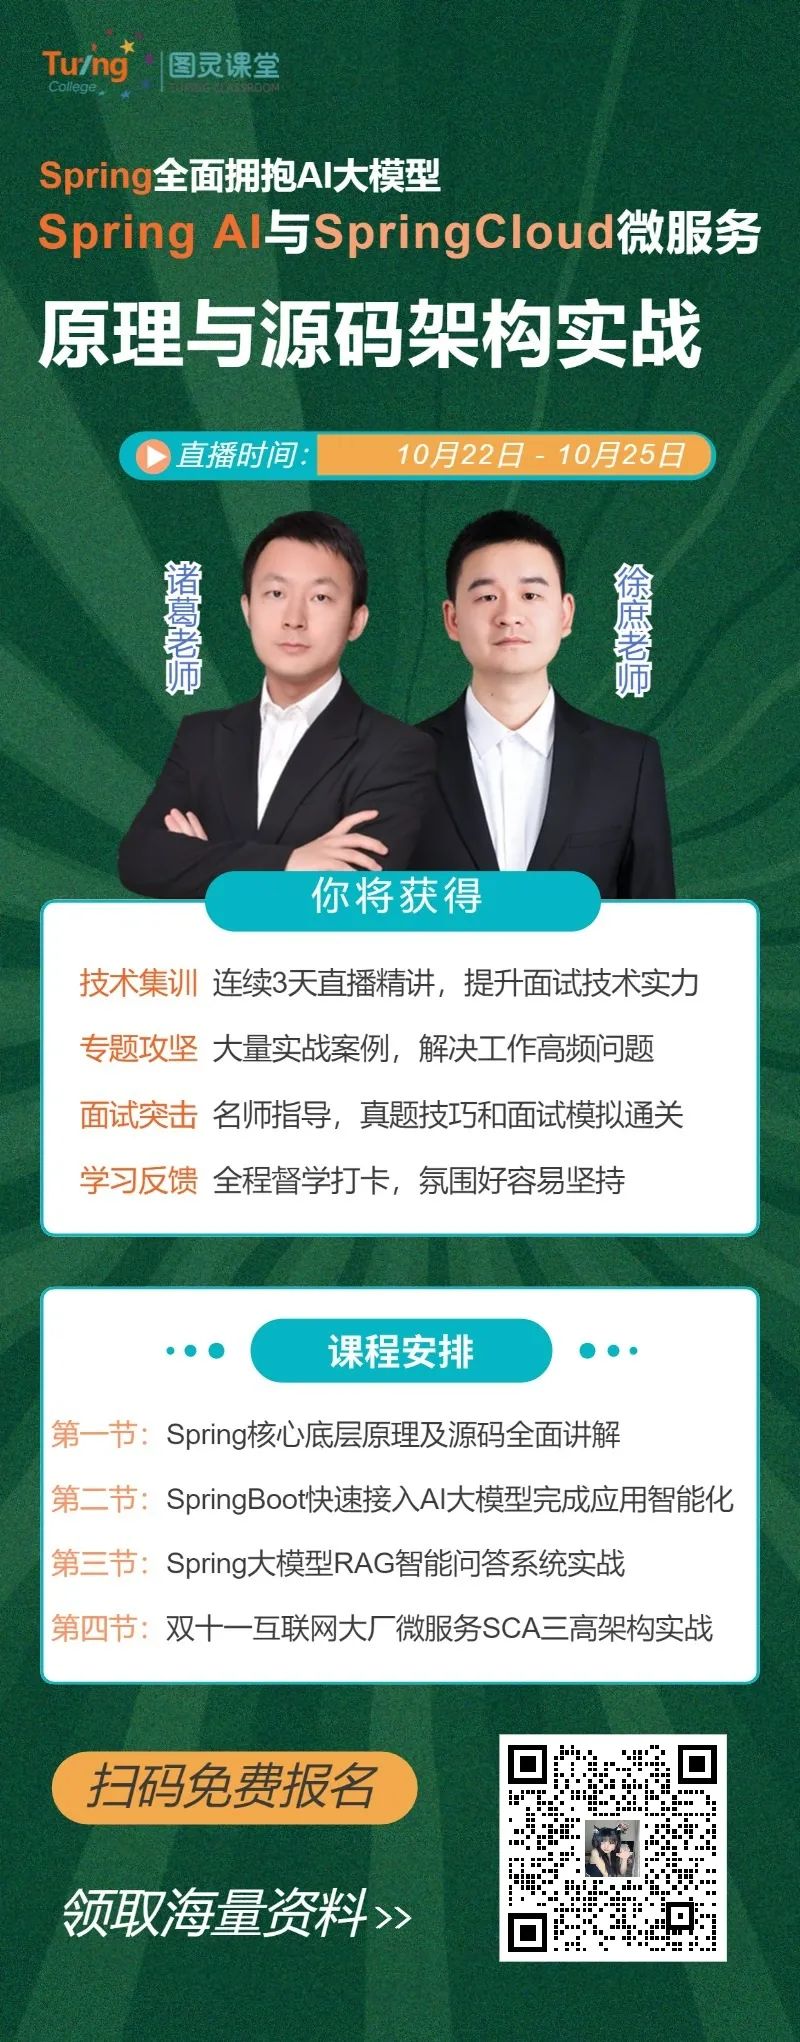 Turing
College
图灵课堂
TURING CLASSROOM
Spring全面拥抱AI大模型
Spring AI与SpringCloud微服务
原理与源码架构实战
直播时间：
10月22日 - 10月25日
诸葛老师
徐庶老师
你将获得
技术集训 连续3天直播精讲，提升面试技术实力
专题攻坚 大量实战案例，解决工作高频问题
面试突击 名师指导，真题技巧和面试模拟通关
学习反馈 全程督学打卡，氛围好容易坚持
课程安排
第一节：Spring核心底层原理及源码全面讲解
第二节：SpringBoot快速接入AI大模型完成应用智能化
第三节：Spring大模型RAG智能问答系统实战
第四节：双十一互联网大厂微服务SCA三高架构实战
扫码免费报名
领取海量资料>>